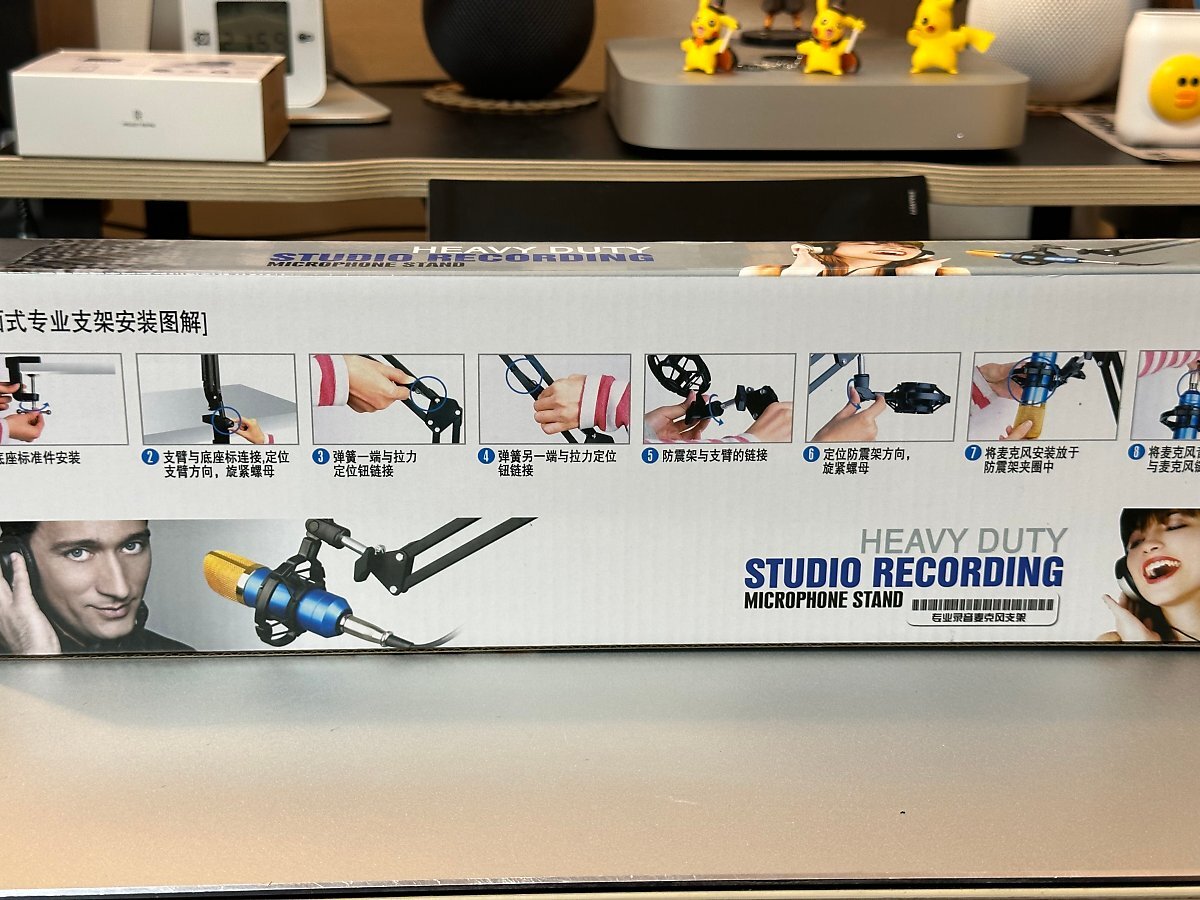 HEAVY DUTY
STUDIO RECORDING
MICROPHONE STAND
式专业支架安装图解]
底座标准件安装
2 支臂与底座标连接,定位
支臂方向,旋紧螺母
3 弹簧一端与拉力
定位钮链接
4 弹簧另一端与拉力定位
钮链接
5 防震架与支臂的链接
6 定位防震架方向,
旋紧螺母
7 将麦克风安装放于
防震架夹圈中
8 将麦克风
与麦克风
HEAVY DUTY
STUDIO RECORDING
MICROPHONE STAND
专业录音麦克风支架